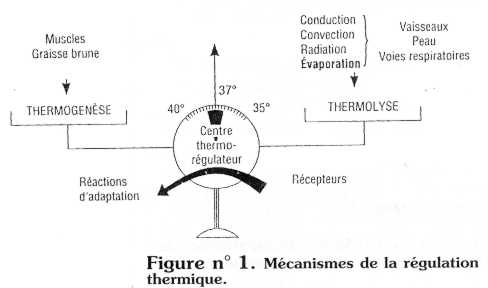 Muscles
Graisse brune
THERMOGENÈSE
Conduction
Convection
Radiation
Évaporation
Vaisseaux
Peau
Voies respiratoires
THERMOLYSE
37°
40°
35°
Centre
thermo-
régulateur
Réactions
d'adaptation
Récepteurs
Figure n° 1. Mécanismes de la régulation
thermique.